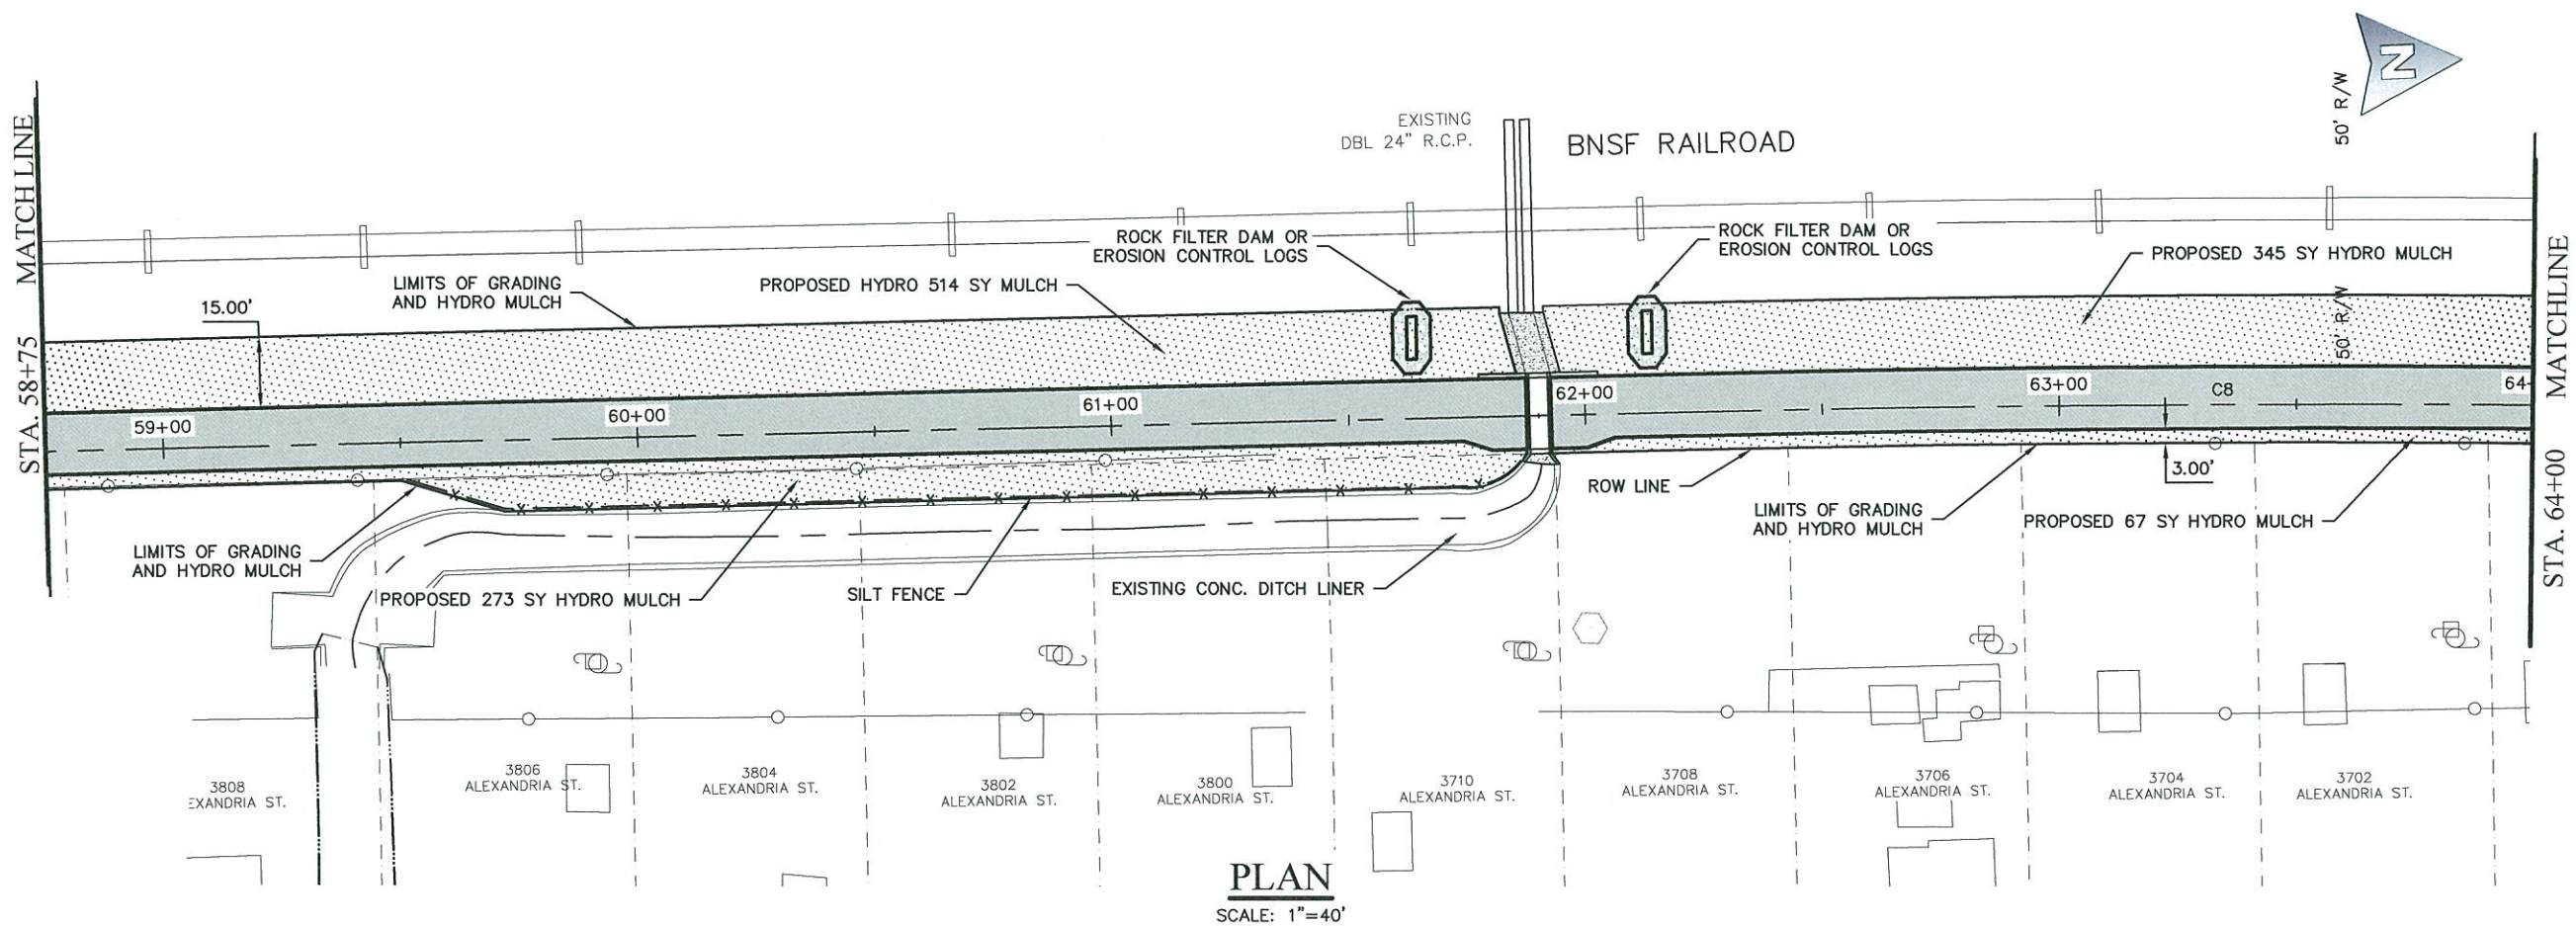 N
50' R/W
EXISTING
DBL 24" R.C.P.
BNSF RAILROAD
MATCH LINE
STA. 58+75
ROCK FILTER DAM OR
EROSION CONTROL LOGS
ROCK FILTER DAM OR
EROSION CONTROL LOGS
PROPOSED 345 SY HYDRO MULCH
LIMITS OF GRADING
AND HYDRO MULCH
PROPOSED HYDRO 514 SY MULCH
15.00'
50' R/W
MATCHLINE
STA. 64+00
59+00
60+00
61+00
62+00
63+00
C8
64
3.00'
ROW LINE
LIMITS OF GRADING
AND HYDRO MULCH
PROPOSED 67 SY HYDRO MULCH
LIMITS OF GRADING
AND HYDRO MULCH
PROPOSED 273 SY HYDRO MULCH
SILT FENCE
EXISTING CONC. DITCH LINER
3808
EXANDRIA ST.
3806
ALEXANDRIA ST.
3804
ALEXANDRIA ST.
3802
ALEXANDRIA ST.
3800
ALEXANDRIA ST.
3710
ALEXANDRIA ST.
3708
ALEXANDRIA ST.
3706
ALEXANDRIA ST.
3704
ALEXANDRIA ST.
3702
ALEXANDRIA ST.
PLAN
SCALE: 1"=40'